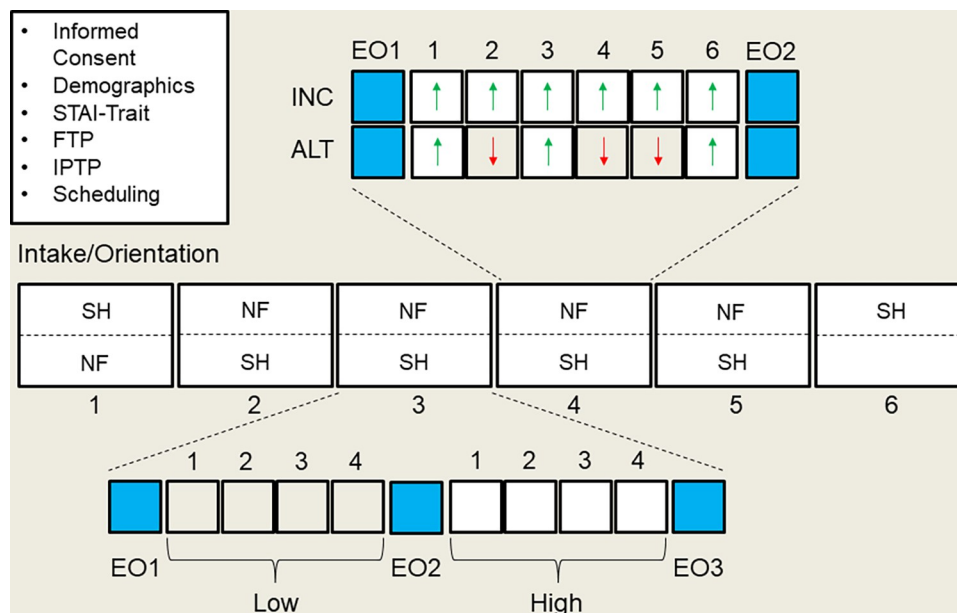 • Informed
Consent
• Demographics
• STAI-Trait
• FTP
• IPTP
• Scheduling
EO1 1 2 3 4 5 6 EO2
INC
ALT
Intake/Orientation
SH NF NF NF NF SH
NF SH SH SH SH
1 2 3 4 5 6
1 2 3 4 1 2 3 4
EO1 EO2 EO3
Low High